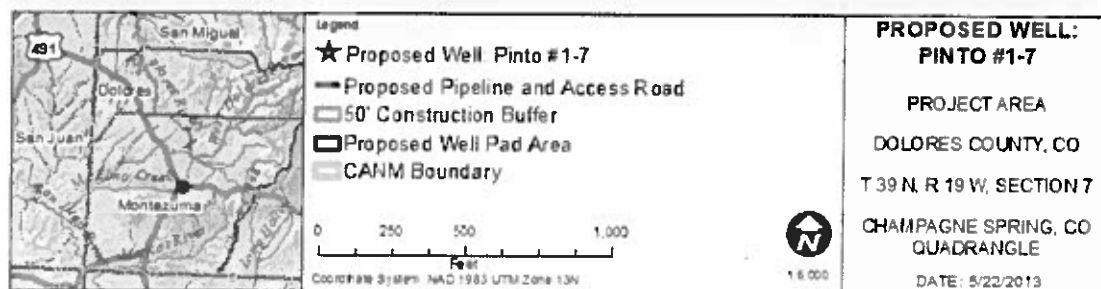 491
San Miguel
Dolores
San Juan
Montezuma
Legend
Proposed Well: Pinto #1-7
Proposed Pipeline and Access Road
50' Construction Buffer
Proposed Well Pad Area
CANM Boundary
0 250 500 1,000
Feet
Coordinate System: NAD 1983 UTM Zone 13N
N
1:6,000
PROPOSED WELL:
PINTO #1-7
PROJECT AREA
DOLORES COUNTY, CO
T 39 N, R 19 W, SECTION 7
CHAMPAGNE SPRING, CO
QUADRANGLE
DATE: 5/22/2013